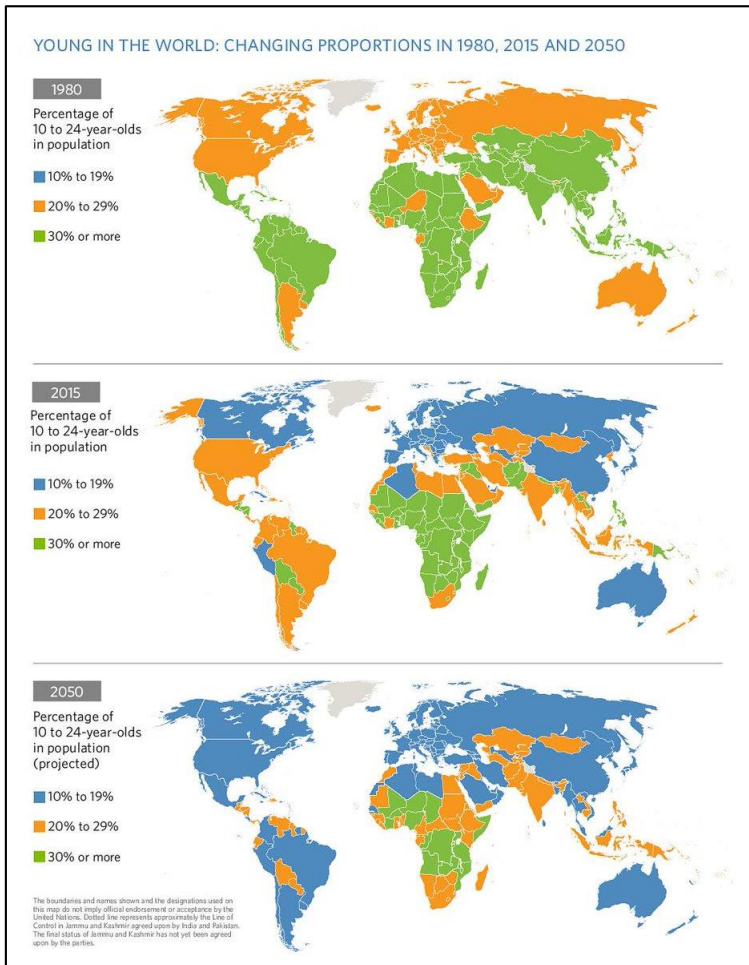 YOUNG IN THE WORLD: CHANGING PROPORTIONS IN 1980, 2015 AND 2050
1980
Percentage of
10 to 24-year-olds
in population
10% to 19%
20% to 29%
30% or more
2015
Percentage of
10 to 24-year-olds
in population
10% to 19%
20% to 29%
30% or more
2050
Percentage of
10 to 24-year-olds
in population
(projected)
10% to 19%
20% to 29%
30% or more
The boundaries and names shown and the designations used on
this map do not imply official endorsement or acceptance by the
United Nations. Dotted line represents approximately the Line of
Control in Jammu and Kashmir agreed upon by India and Pakistan.
The final status of Jammu and Kashmir has not yet been agreed
upon by the parties.